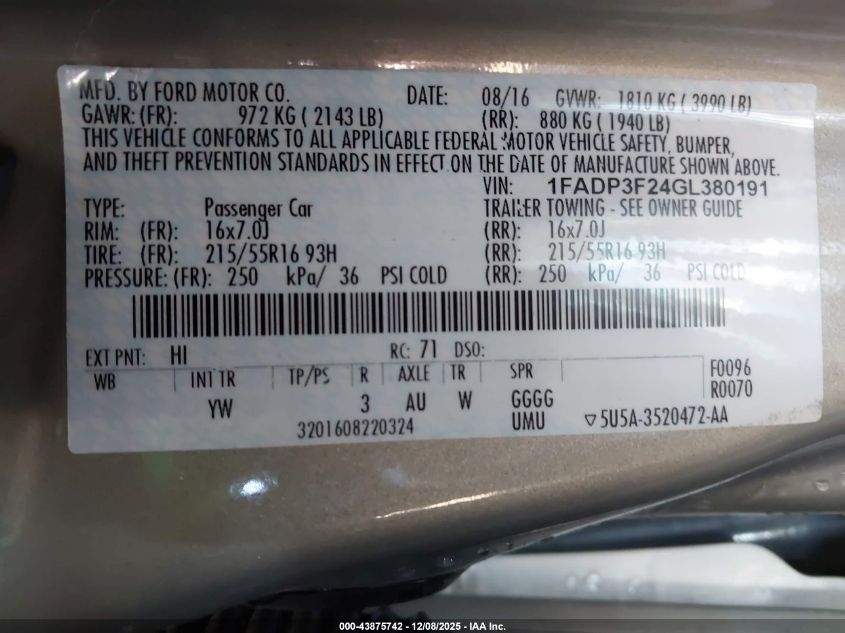 MFD. BY FORD MOTOR CO. DATE: 08/16 GVWR: 1810 KG ( 3990 LB)
GAWR: (FR): 972 KG ( 2143 LB) (RR): 880 KG ( 1940 LB)
THIS VEHICLE CONFORMS TO ALL APPLICABLE FEDERAL MOTOR VEHICLE SAFETY, BUMPER,
AND THEFT PREVENTION STANDARDS IN EFFECT ON THE DATE OF MANUFACTURE SHOWN ABOVE.
VIN: 1FADP3F24GL380191
TYPE: Passenger Car TRAILER TOWING - SEE OWNER GUIDE
RIM: (FR): 16x7.0J (RR): 16x7.0J
TIRE: (FR): 215/55R16 93H (RR): 215/55R16 93H
PRESSURE: (FR): 250 kPa/ 36 PSI COLD (RR): 250 kPa/ 36 PSI COLD
EXT PNT: HI RC: 71 DSO:
WB INT TR TP/PS R AXLE TR SPR F0096
YW 3 AU W GGGG R0070
3201608220324 UMU ▽5U5A-3520472-AA
000-43875742 - 12/08/2025 - IAA Inc.